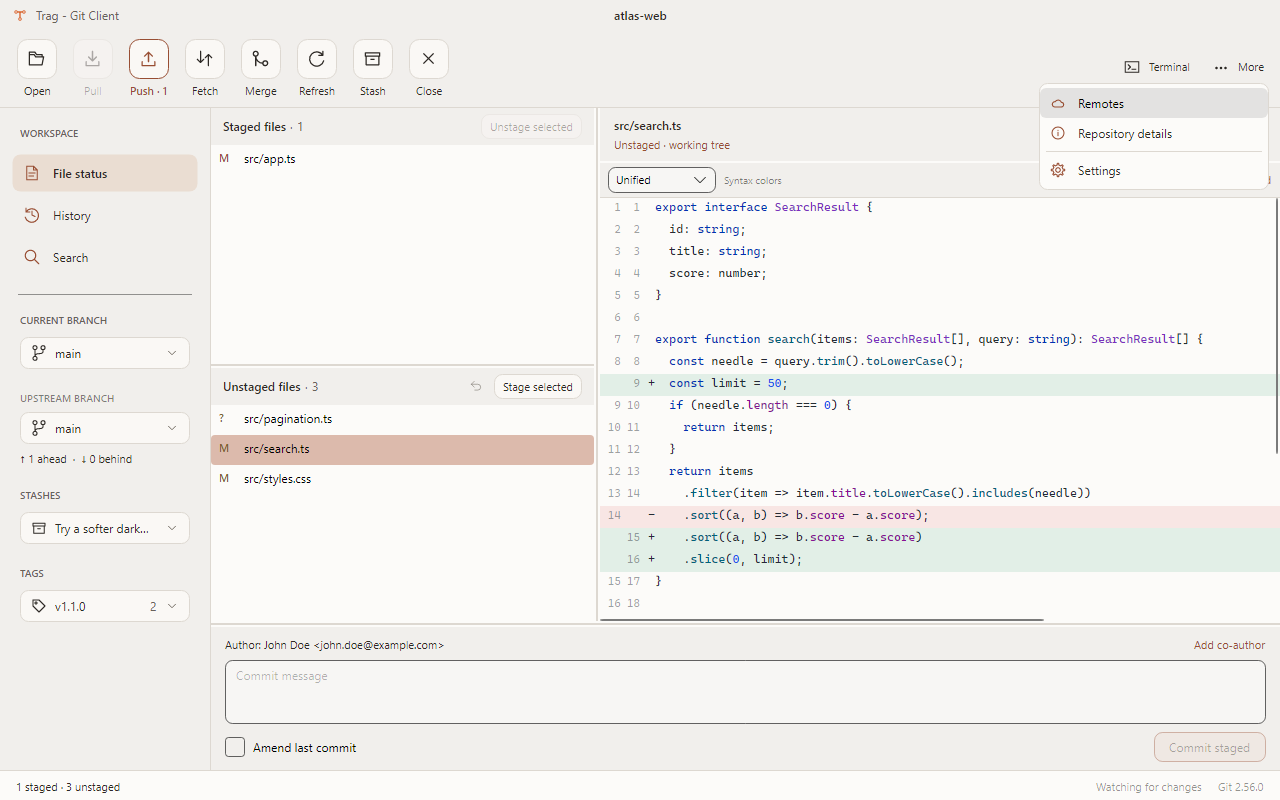 Trag - Git Client
atlas-web
Open
Pull
Push · 1
Fetch
Merge
Refresh
Stash
Close
Terminal
More
Remotes
Repository details
Settings
WORKSPACE
File status
History
Search
CURRENT BRANCH
main
UPSTREAM BRANCH
main
↑ 1 ahead · ↓ 0 behind
STASHES
Try a softer dark...
TAGS
v1.1.0 2
Staged files · 1
Unstage selected
M src/app.ts
Unstaged files · 3
Stage selected
? src/pagination.ts
M src/search.ts
M src/styles.css
src/search.ts
Unstaged · working tree
Unified
Syntax colors
1 1 export interface SearchResult {
2 2 id: string;
3 3 title: string;
4 4 score: number;
5 5 }
6 6
7 7 export function search(items: SearchResult[], query: string): SearchResult[] {
8 8 const needle = query.trim().toLowerCase();
9 + const limit = 50;
9 10 if (needle.length === 0) {
10 11 return items;
11 12 }
12 13 return items
13 14 .filter(item => item.title.toLowerCase().includes(needle))
14 − .sort((a, b) => b.score - a.score);
15 + .sort((a, b) => b.score - a.score)
16 + .slice(0, limit);
15 17 }
16 18
Author: John Doe <john.doe@example.com>
Add co-author
Commit message
Amend last commit
Commit staged
1 staged · 3 unstaged
Watching for changes
Git 2.56.0